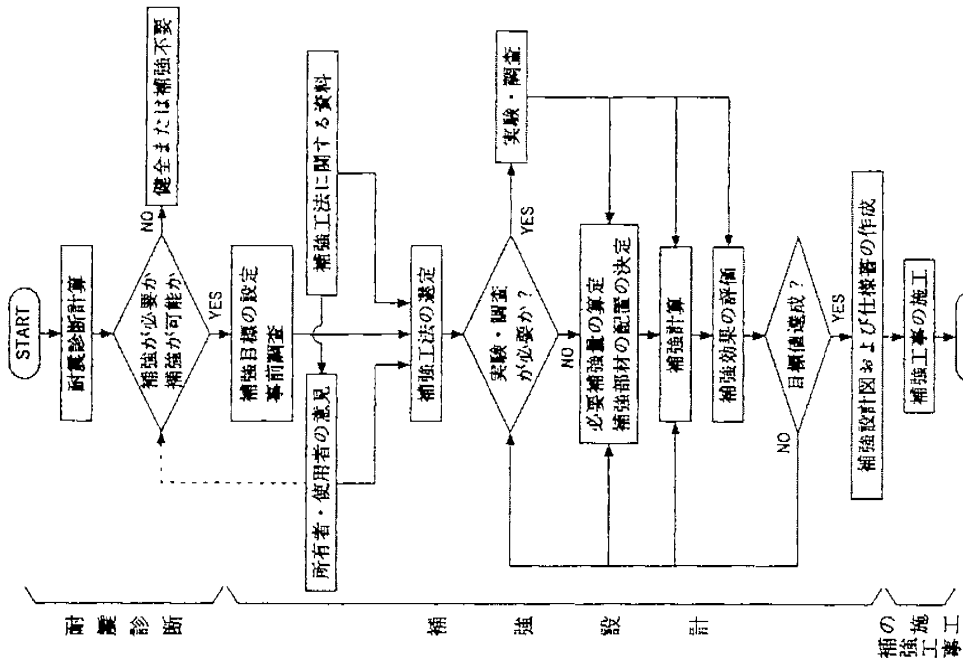 START
耐震診断計算
補強が必要か
補強が可能か
NO
健全または補強不要
YES
補強目標の設定
事前調査
所有者・使用者の意見
補強工法に関する資料
補強工法の選定
実験・調査
が必要か?
YES
実験・調査
NO
必要補強量の算定
補強部材の配置の決定
補強計算
補強効果の評価
目標値達成?
NO
YES
補強設計図および仕様書の作成
補強工事の施工
耐震診断
補強設計
補強工事
の施工